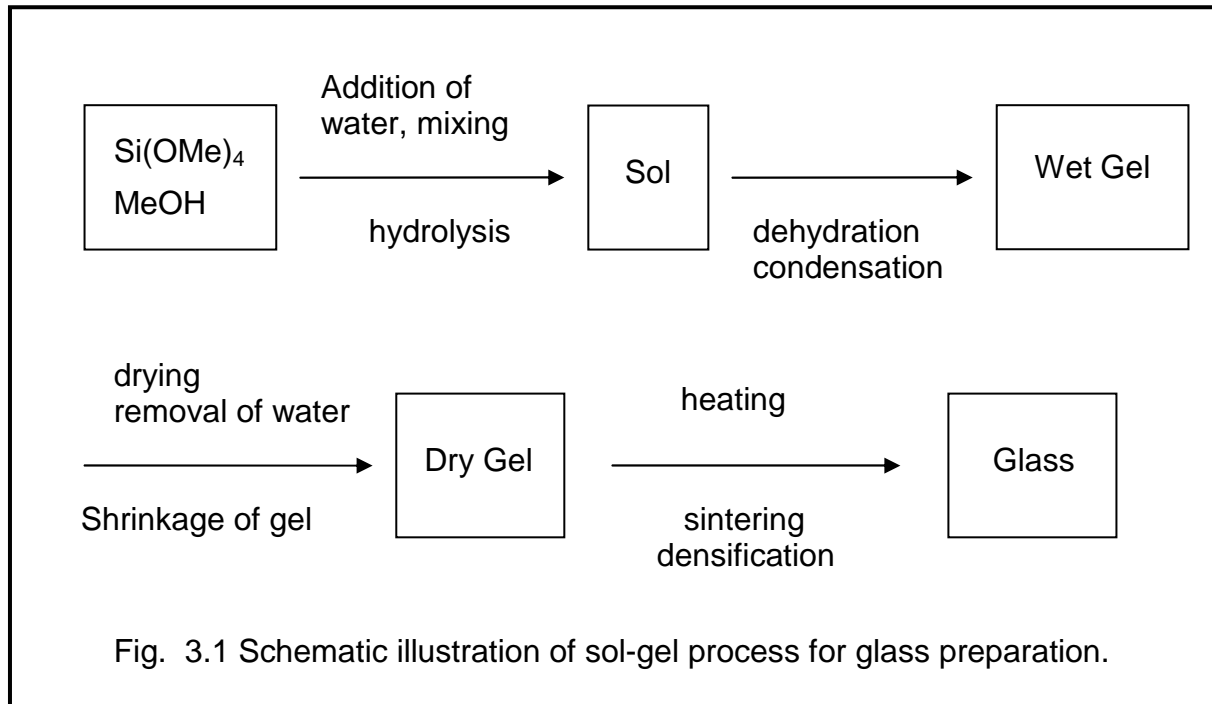 Si(OMe)₄
MeOH
Addition of
water, mixing
hydrolysis
Sol
dehydration
condensation
Wet Gel
drying
removal of water
Shrinkage of gel
Dry Gel
heating
sintering
densification
Glass
Fig. 3.1 Schematic illustration of sol-gel process for glass preparation.